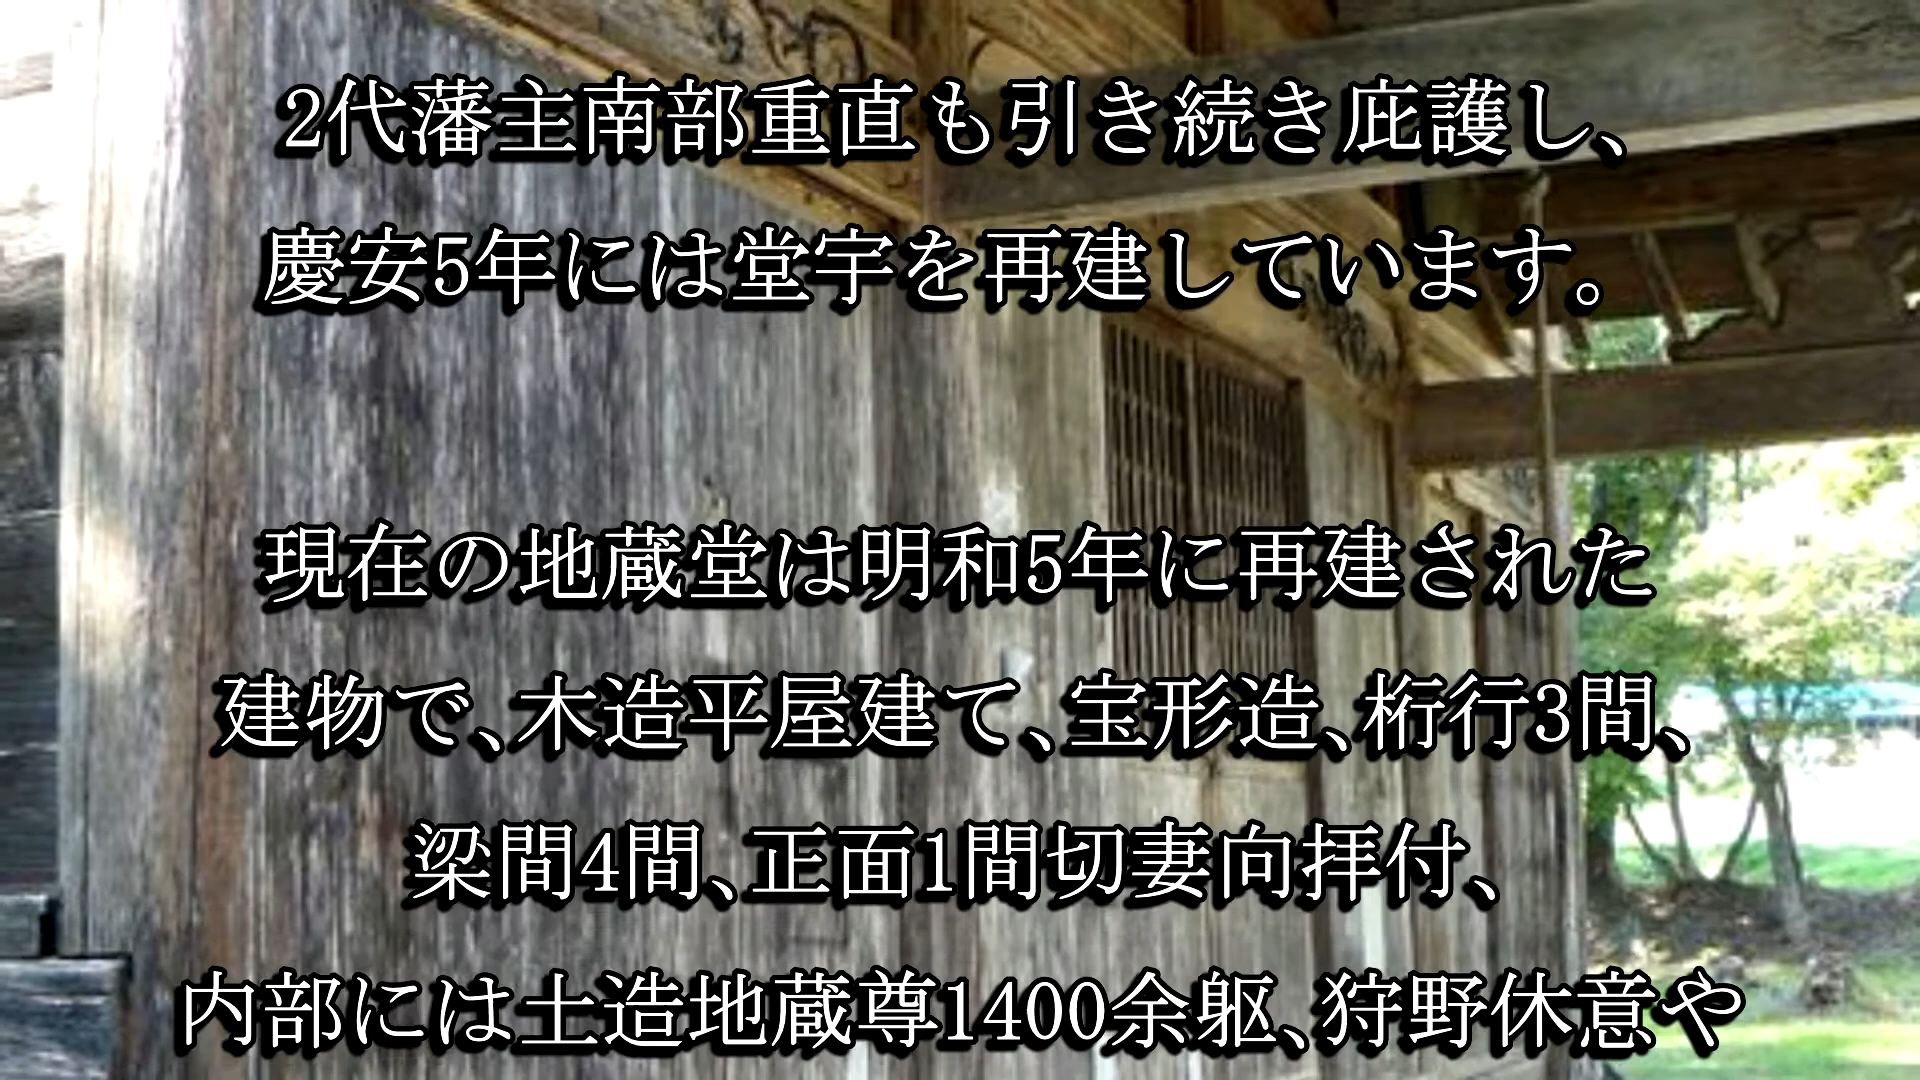 2代藩主南部重直も引き続き庇護し、
慶安5年には堂宇を再建しています。
現在の地蔵堂は明和5年に再建された
建物で、木造平屋建て、宝形造、桁行3間、
梁間4間、正面1間切妻向拝付、
内部には土造地蔵尊1400余躯、狩野休意や